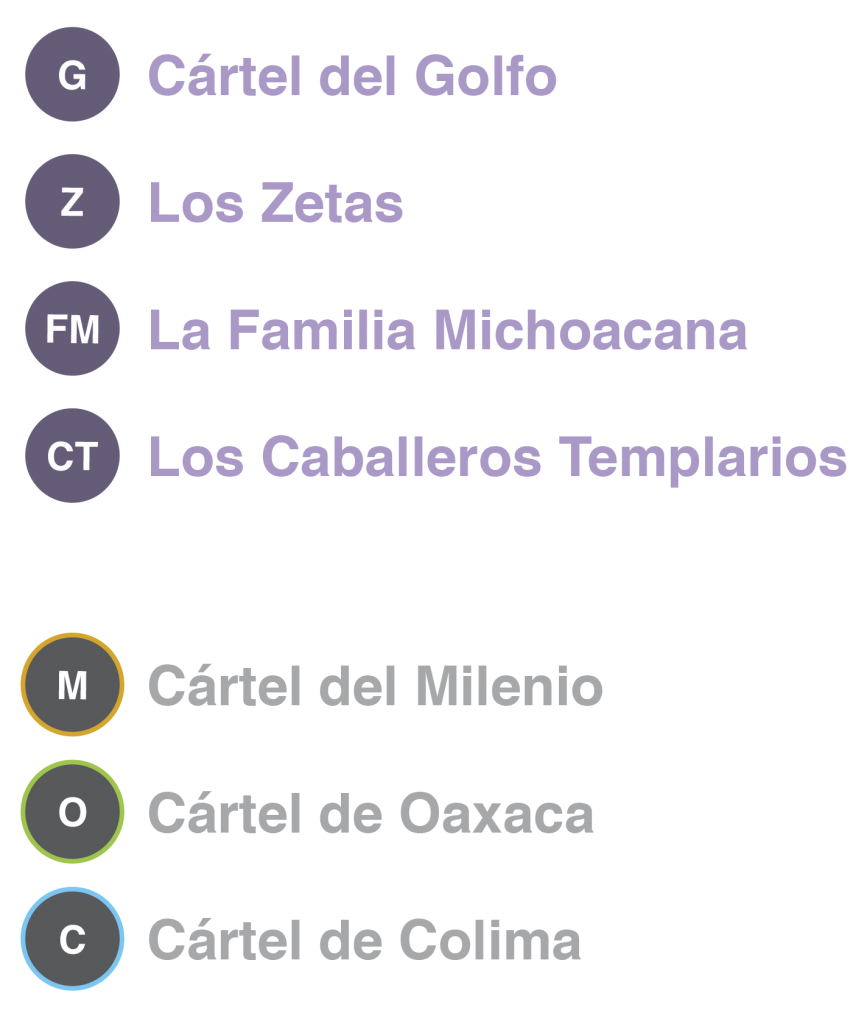 G Cártel del Golfo
Z Los Zetas
FM La Familia Michoacana
CT Los Caballeros Templarios
M Cártel del Milenio
O Cártel de Oaxaca
C Cártel de Colima